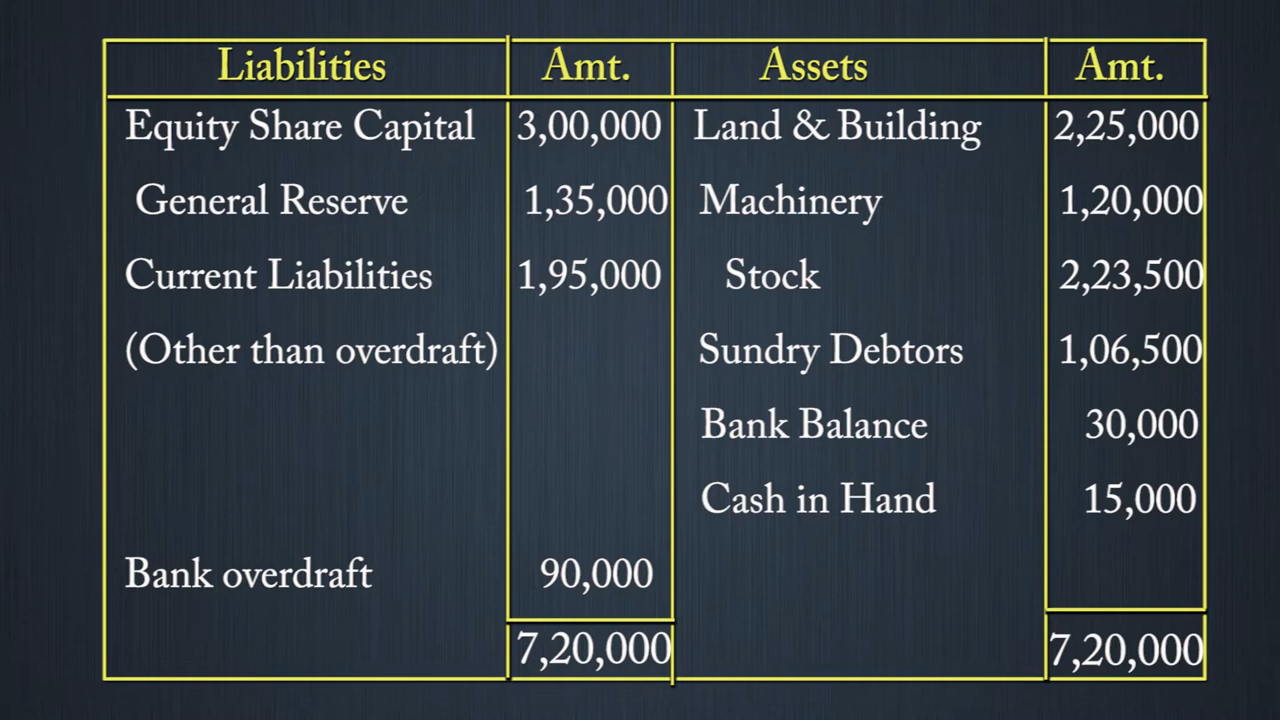 Liabilities Amt. Assets Amt.
Equity Share Capital 3,00,000 Land & Building 2,25,000
General Reserve 1,35,000 Machinery 1,20,000
Current Liabilities 1,95,000 Stock 2,23,500
(Other than overdraft) Sundry Debtors 1,06,500
Bank Balance 30,000
Cash in Hand 15,000
Bank overdraft 90,000
7,20,000 7,20,000